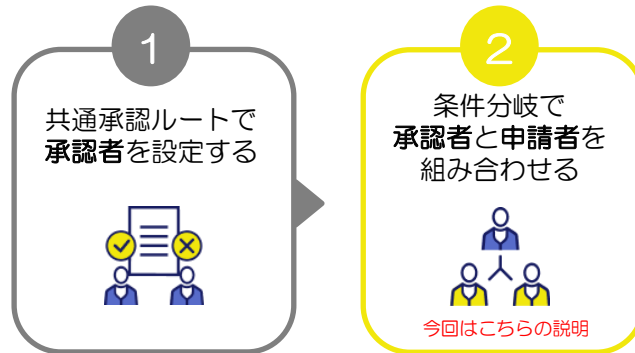 1
共通承認ルートで
承認者を設定する
2
条件分岐で
承認者と申請者を
組み合わせる
今回はこちらの説明